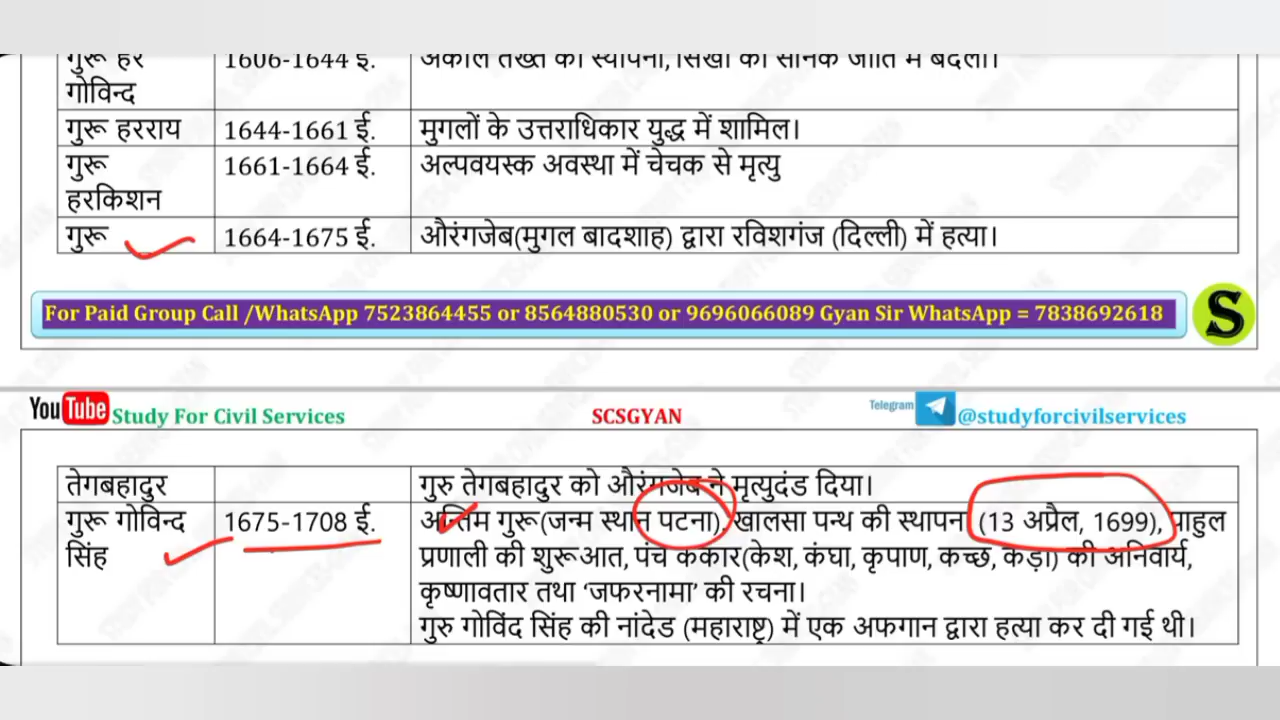 गुरू हर 1606-1644 ई. अकाल तख्त की स्थापना, सिखों को सैनिक जाति में बदला।
गोविन्द
गुरू हरराय 1644-1661 ई. मुगलों के उत्तराधिकार युद्ध में शामिल।
गुरू 1661-1664 ई. अल्पवयस्क अवस्था में चेचक से मृत्यु
हरकिशन
गुरू 1664-1675 ई. औरंगजेब(मुगल बादशाह) द्वारा रविशगंज (दिल्ली) में हत्या।
For Paid Group Call /WhatsApp 7523864455 or 8564880530 or 9696066089 Gyan Sir WhatsApp = 7838692618
S
YouTube Study For Civil Services SCSGYAN Telegram @studyforcivilservices
तेगबहादुर गुरु तेगबहादुर को औरंगजेब ने मृत्युदंड दिया।
गुरू गोविन्द 1675-1708 ई. अन्तिम गुरू(जन्म स्थान पटना), खालसा पन्थ की स्थापना (13 अप्रैल, 1699), पाहुल
सिंह प्रणाली की शुरूआत, पंच ककार(केश, कंघा, कृपाण, कच्छ, कड़ा) की अनिवार्य,
कृष्णावतार तथा ‘जफरनामा’ की रचना।
गुरु गोविंद सिंह की नांदेड (महाराष्ट्र) में एक अफगान द्वारा हत्या कर दी गई थी।